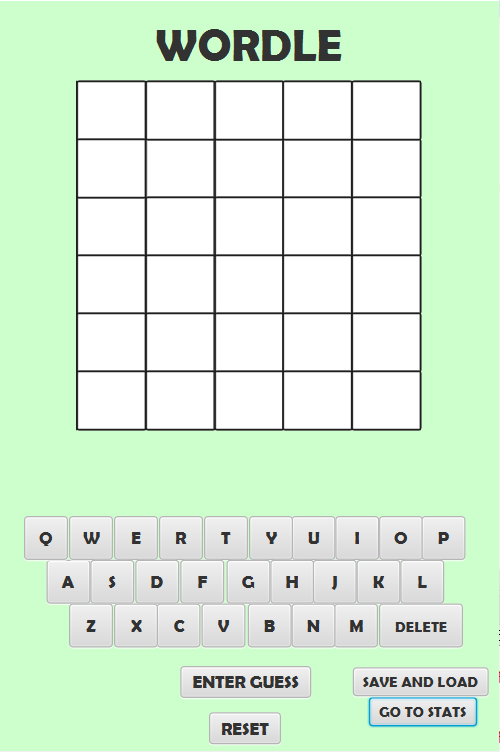 WORDLE
Q W E R T Y U I O P
A S D F G H J K L
Z X C V B N M DELETE
ENTER GUESS SAVE AND LOAD
GO TO STATS
RESET